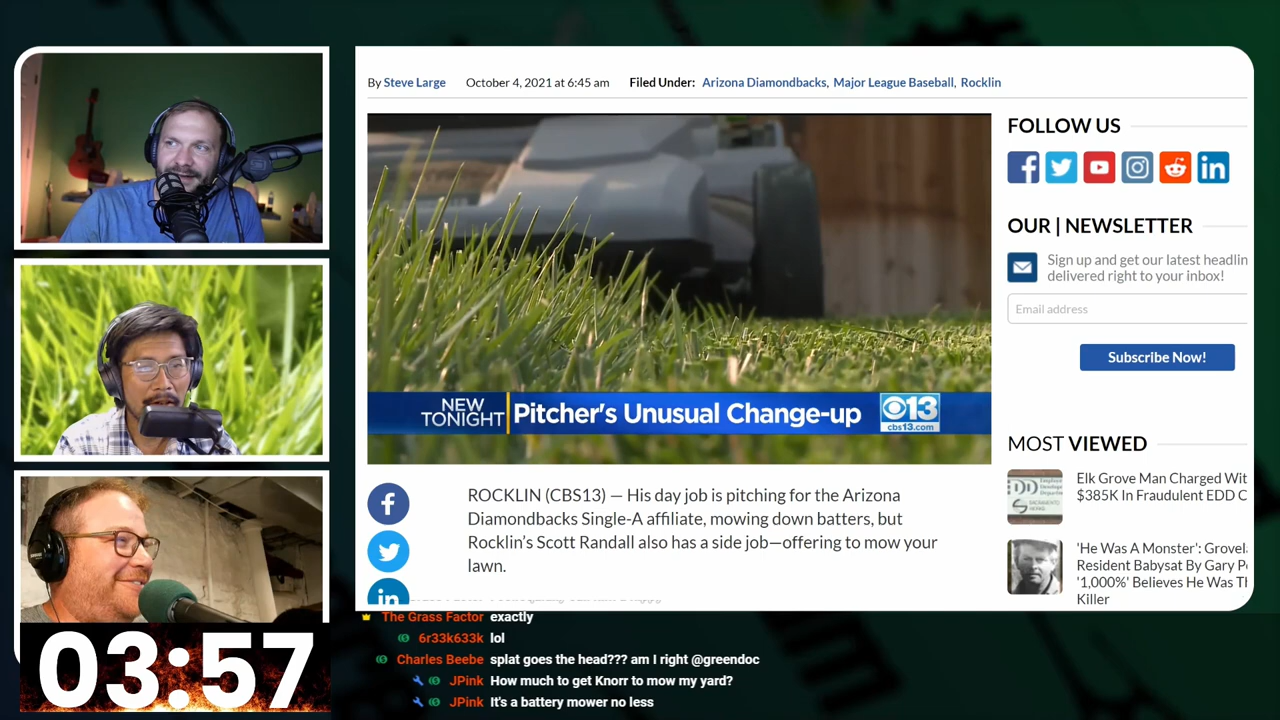 By Steve Large October 4, 2021 at 6:45 am Filed Under: Arizona Diamondbacks, Major League Baseball, Rocklin
FOLLOW US
OUR | NEWSLETTER
Sign up and get our latest headlin
delivered right to your inbox!
Email address
Subscribe Now!
NEW
TONIGHT
Pitcher's Unusual Change-up
CBS 13
cbs13.com
MOST VIEWED
Elk Grove Man Charged Wit
$385K In Fraudulent EDD C
'He Was A Monster': Grovel
Resident Babysat By Gary P
'1,000%' Believes He Was T
Killer
ROCKLIN (CBS13) — His day job is pitching for the Arizona
Diamondbacks Single-A affiliate, mowing down batters, but
Rocklin's Scott Randall also has a side job—offering to mow your
lawn.
The Grass Factor exactly
6r33k633k lol
Charles Beebe splat goes the head??? am I right @greendoc
JPink How much to get Knorr to mow my yard?
JPink It's a battery mower no less
03:57